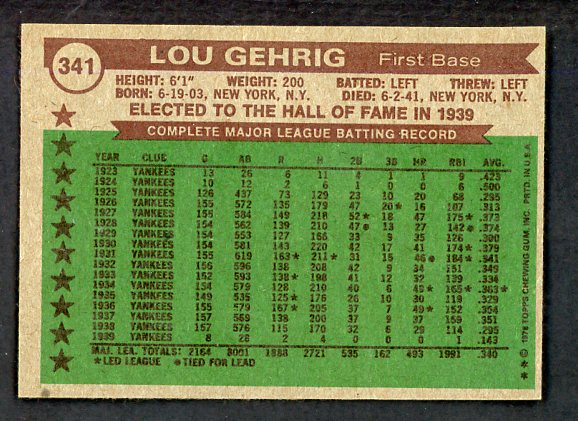 341
LOU GEHRIG First Base
HEIGHT: 6'1" WEIGHT: 200 BATTED: LEFT THREW: LEFT
BORN: 6-19-03, NEW YORK, N.Y. DIED: 6-2-41, NEW YORK, N.Y.
ELECTED TO THE HALL OF FAME IN 1939
COMPLETE MAJOR LEAGUE BATTING RECORD
YEAR CLUB G AB R H 2B 3B HR RBI AVG.
1923 YANKEES 13 26 6 11 4 1 1 9 .423
1924 YANKEES 10 12 2 6 1 0 0 6 .500
1925 YANKEES 126 437 73 129 23 10 20 68 .295
1926 YANKEES 155 572 135 179 47 20★ 16 107 .313
1927 YANKEES 155 584 149 218 52★ 18 47 175★ .373
1928 YANKEES 154 562 139 210 47● 13 27 142● .374
1929 YANKEES 154 553 127 166 33 9 35 126 .300
1930 YANKEES 154 581 143 220 42 17 41 174★ .379
1931 YANKEES 155 619 163★ 211★ 31 15 46● 184★ .341
1932 YANKEES 156 596 138 208 42 9 34 151 .349
1933 YANKEES 152 593 138★ 198 41 12 32 139 .334
1934 YANKEES 154 579 128 210 40 6 49★ 165★ .363★
1935 YANKEES 149 535 125★ 176 26 10 30 119 .329
1936 YANKEES 155 579 167★ 205 37 7 49★ 152 .354
1937 YANKEES 157 569 138 200 37 9 37 159 .351
1938 YANKEES 157 576 115 170 32 6 29 114 .295
1939 YANKEES 8 28 2 4 0 0 0 1 .143
MAJ. LEA. TOTALS: 2164 8001 1888 2721 535 162 493 1991 .340
★LED LEAGUE ●TIED FOR LEAD
© 1976 TOPPS CHEWING GUM, INC. PRTD. IN U.S.A.